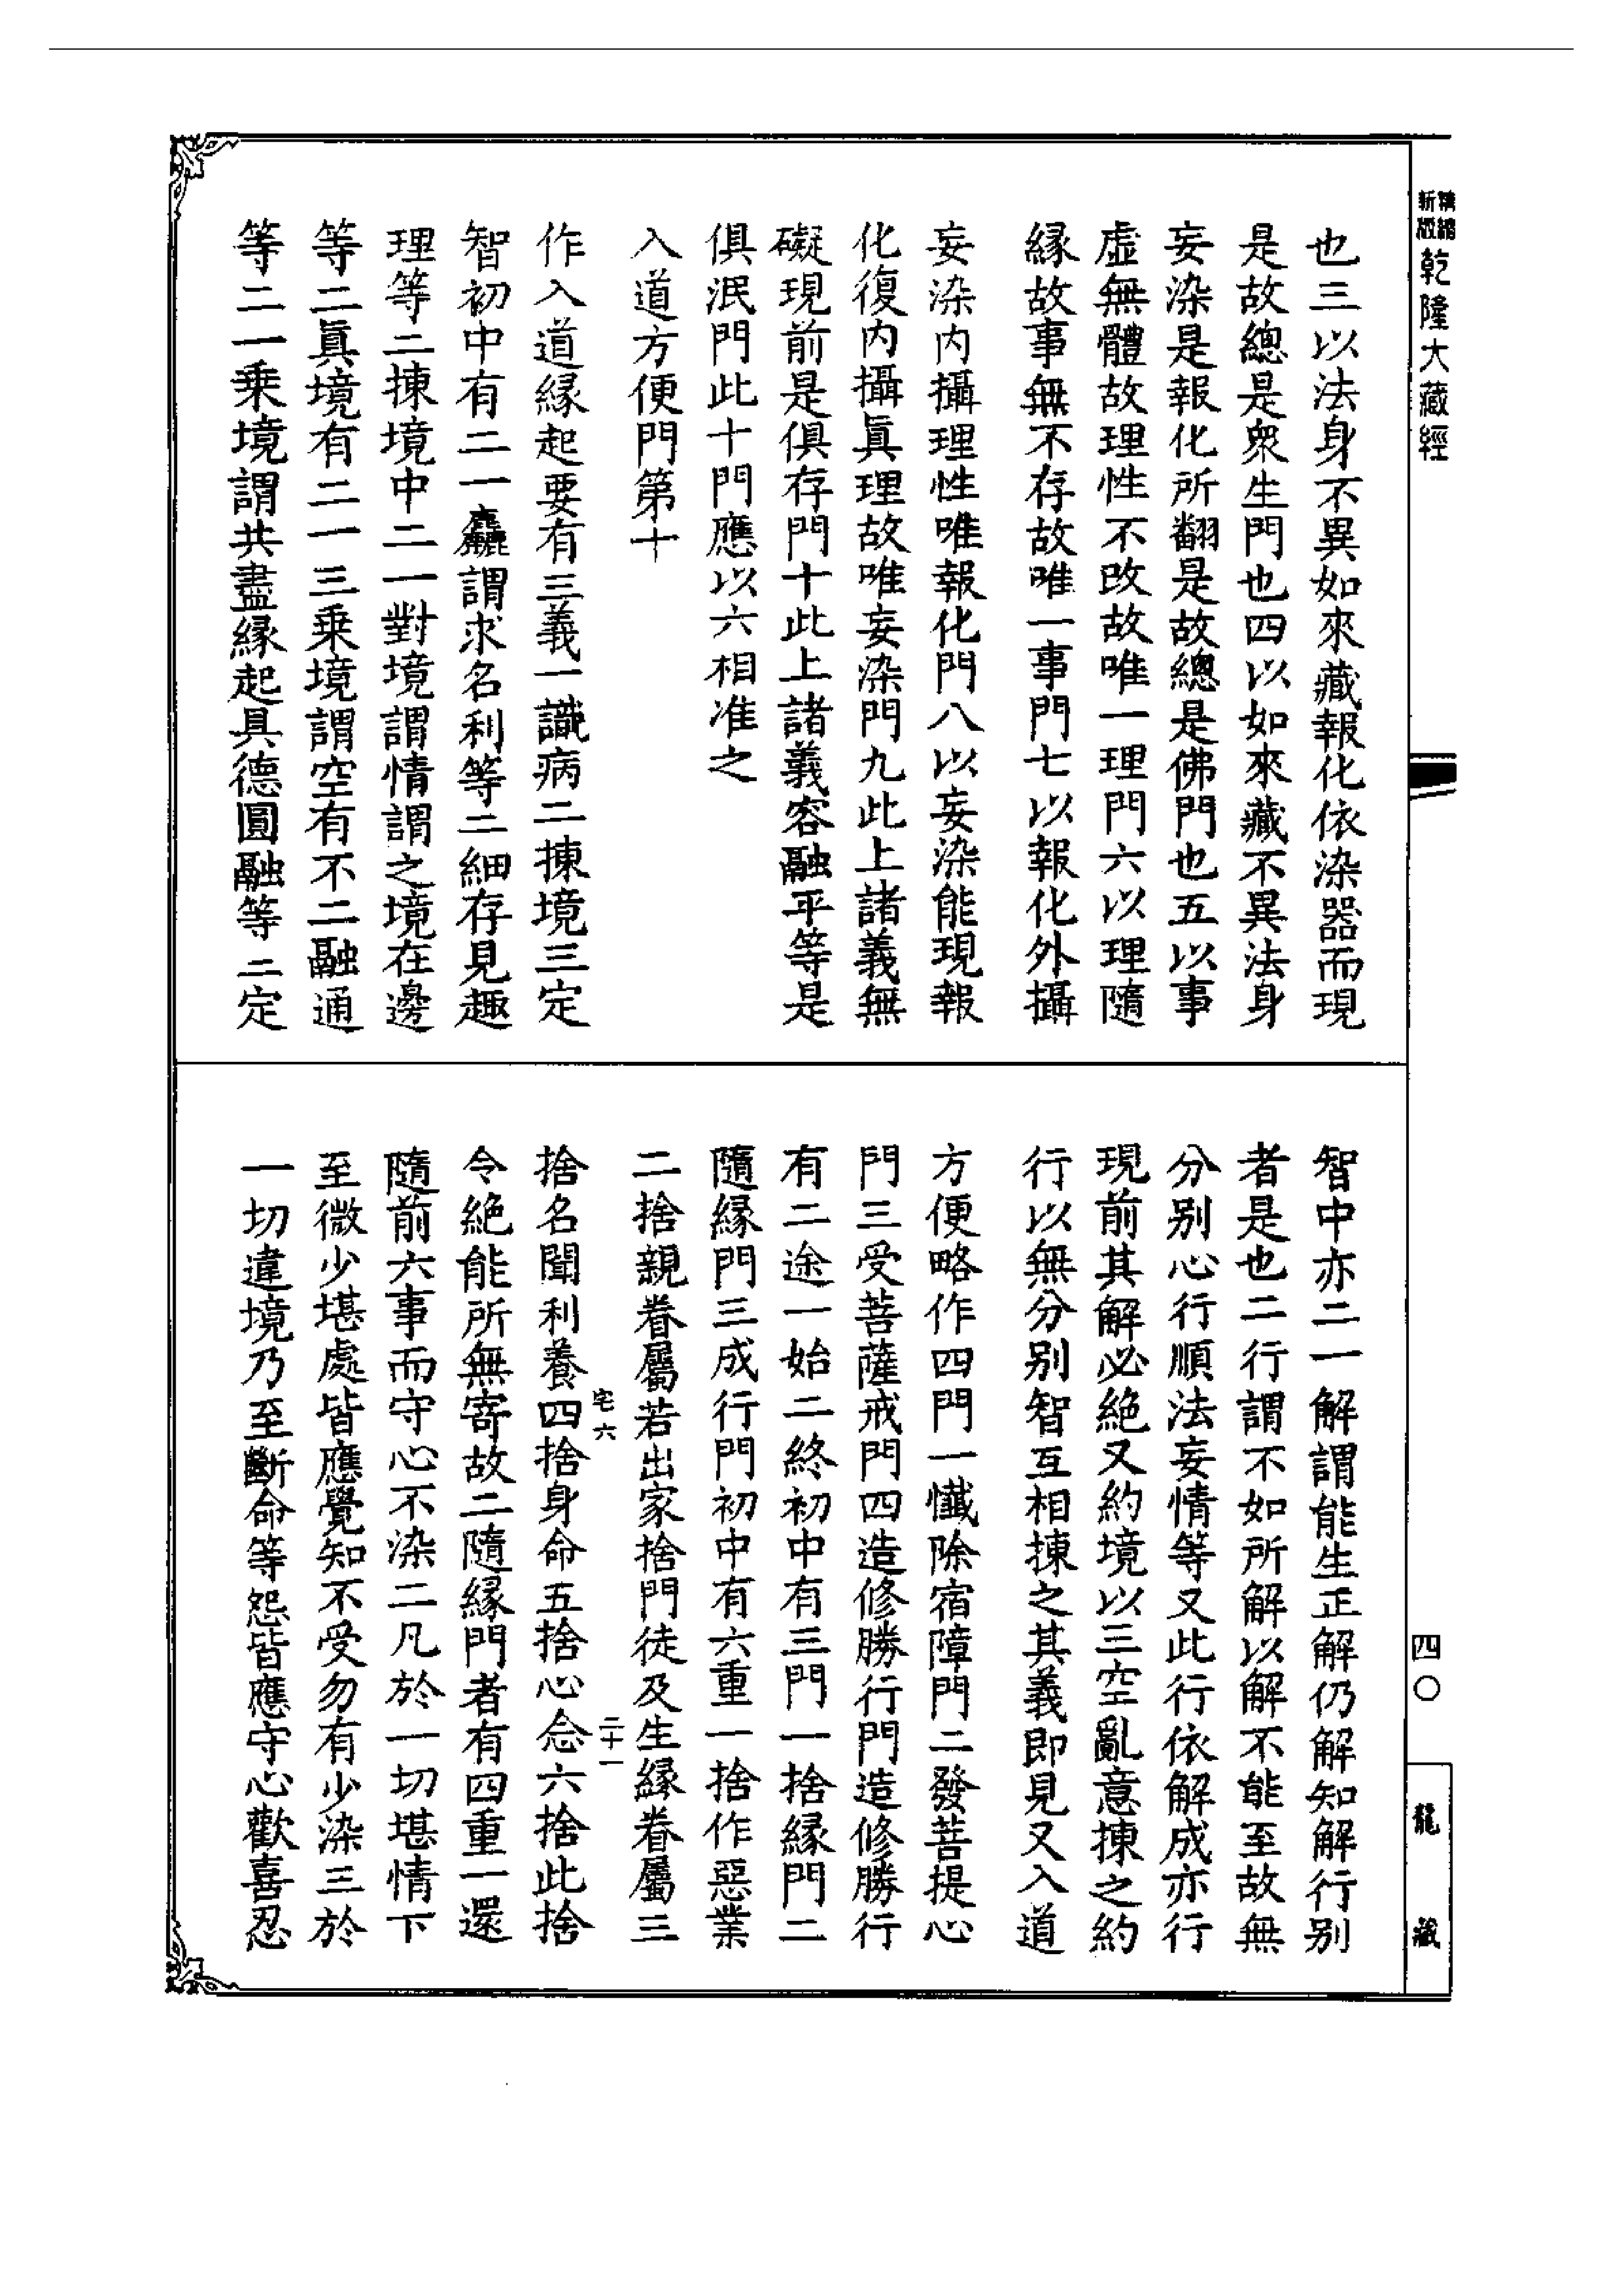 新版精縮乾隆大藏經
也三以法身不異如來藏報化依染器而現
是故總是衆生門也四以如來藏不異法身
妄染是報化所翻是故總是佛門也五以事
虛無體故理性不改故唯一理門六以理隨
緣故事無不存故唯一事門七以報化外攝
妄染內攝理性唯報化門八以妄染能現報
化復內攝眞理故唯妄染門九此上諸義無
礙現前是俱存門十此上諸義容融平等是
俱泯門此十門應以六相准之
入道方便門第十
作入道緣起要有三義一識病二揀境三定
智初中有二一麤謂求名利等二細存見趣
理等二揀境中二一對境謂情謂之境在邊
等二眞境有二一三乘境謂空有不二融通
等二一乘境謂共盡緣起具德圓融等二定
智中亦二一解謂能生正解仍解知解行別
者是也二行謂不如所解以解不能至故無
分別心行順法妄情等又此行依解成亦行
現前其解必絶又約境以三空亂意揀之約
行以無分別智互相揀之其義即見又入道
方便略作四門一懺除宿障門二發菩提心
門三受菩薩戒門四造修勝行門造修勝行
有二途一始二終初中有三門一捨緣門二
隨緣門三成行門初中有六重一捨作惡業
二捨親眷屬若出家捨門徒及生緣眷屬三
宅六
二十一
捨名聞利養四捨身命五捨心念六捨此捨
令絶能所無寄故二隨緣門者有四重一還
隨前六事而守心不染二凡於一切堪情下
至微少堪處皆應覺知不受勿有少染三於
一切違境乃至斷命等怨皆應守心歡喜忍
四〇
龍藏